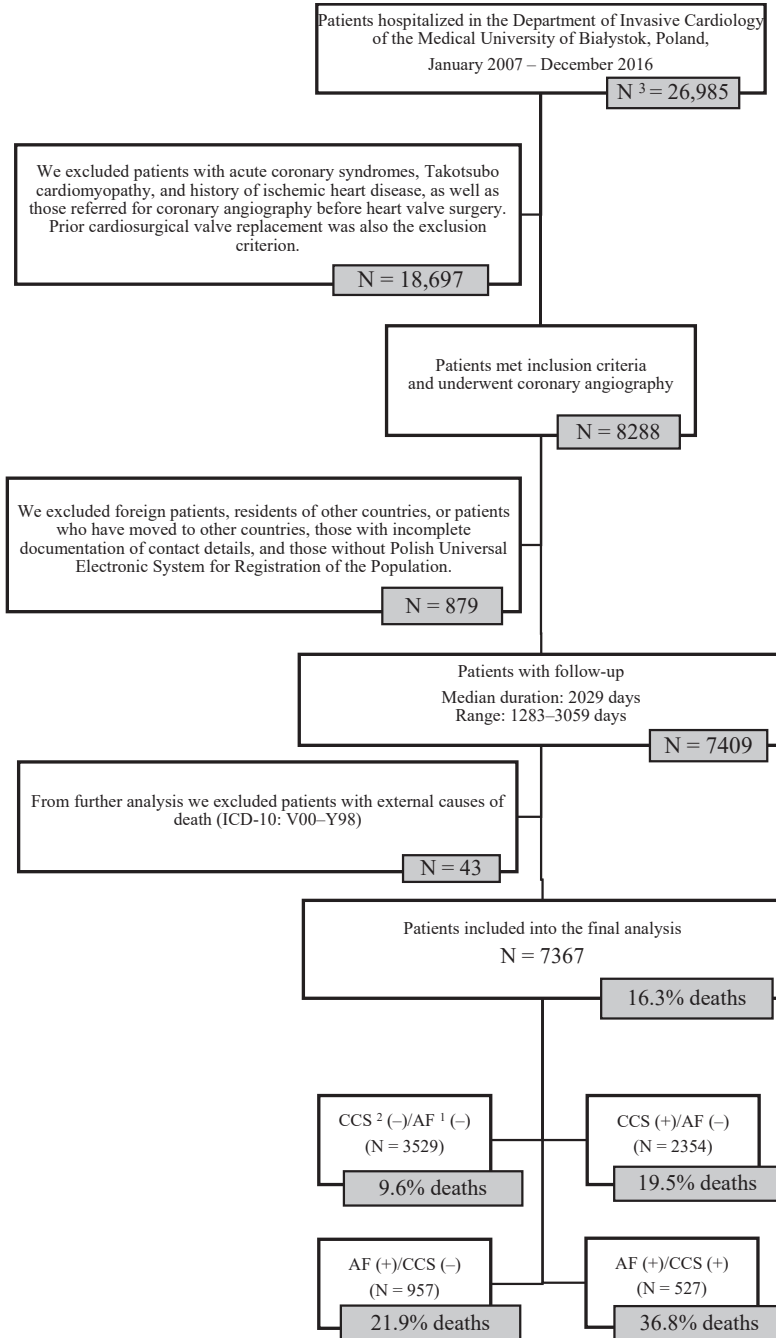 Patients hospitalized in the Department of Invasive Cardiology
of the Medical University of Białystok, Poland,
January 2007 – December 2016
N ³ = 26,985
We excluded patients with acute coronary syndromes, Takotsubo
cardiomyopathy, and history of ischemic heart disease, as well as
those referred for coronary angiography before heart valve surgery.
Prior cardiosurgical valve replacement was also the exclusion
criterion.
N = 18,697
Patients met inclusion criteria
and underwent coronary angiography
N = 8288
We excluded foreign patients, residents of other countries, or patients
who have moved to other countries, those with incomplete
documentation of contact details, and those without Polish Universal
Electronic System for Registration of the Population.
N = 879
Patients with follow-up
Median duration: 2029 days
Range: 1283–3059 days
N = 7409
From further analysis we excluded patients with external causes of
death (ICD-10: V00–Y98)
N = 43
Patients included into the final analysis
N = 7367
16.3% deaths
CCS ² (–)/AF ¹ (–)
(N = 3529)
9.6% deaths
CCS (+)/AF (–)
(N = 2354)
19.5% deaths
AF (+)/CCS (–)
(N = 957)
21.9% deaths
AF (+)/CCS (+)
(N = 527)
36.8% deaths